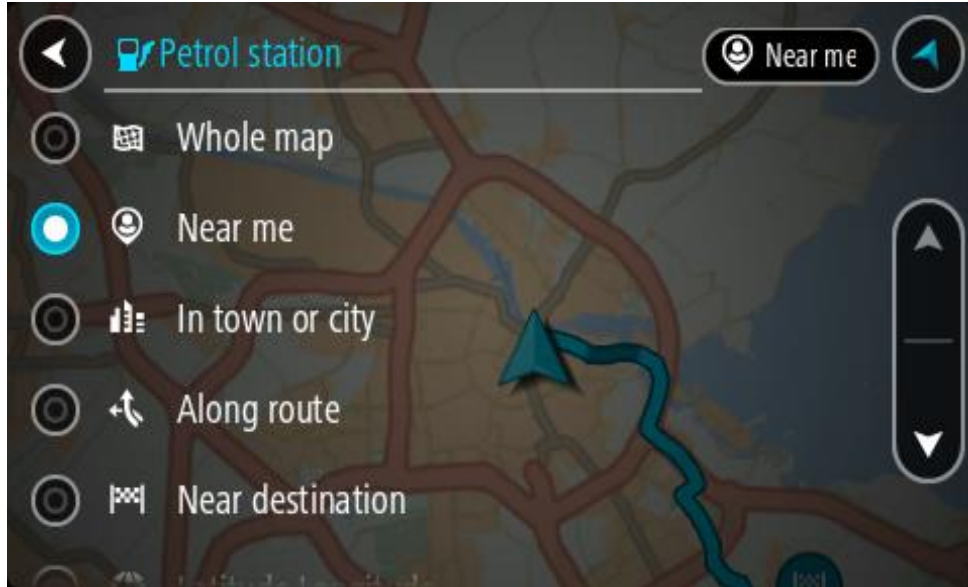 Petrol station
Near me
Whole map
Near me
In town or city
Along route
Near destination